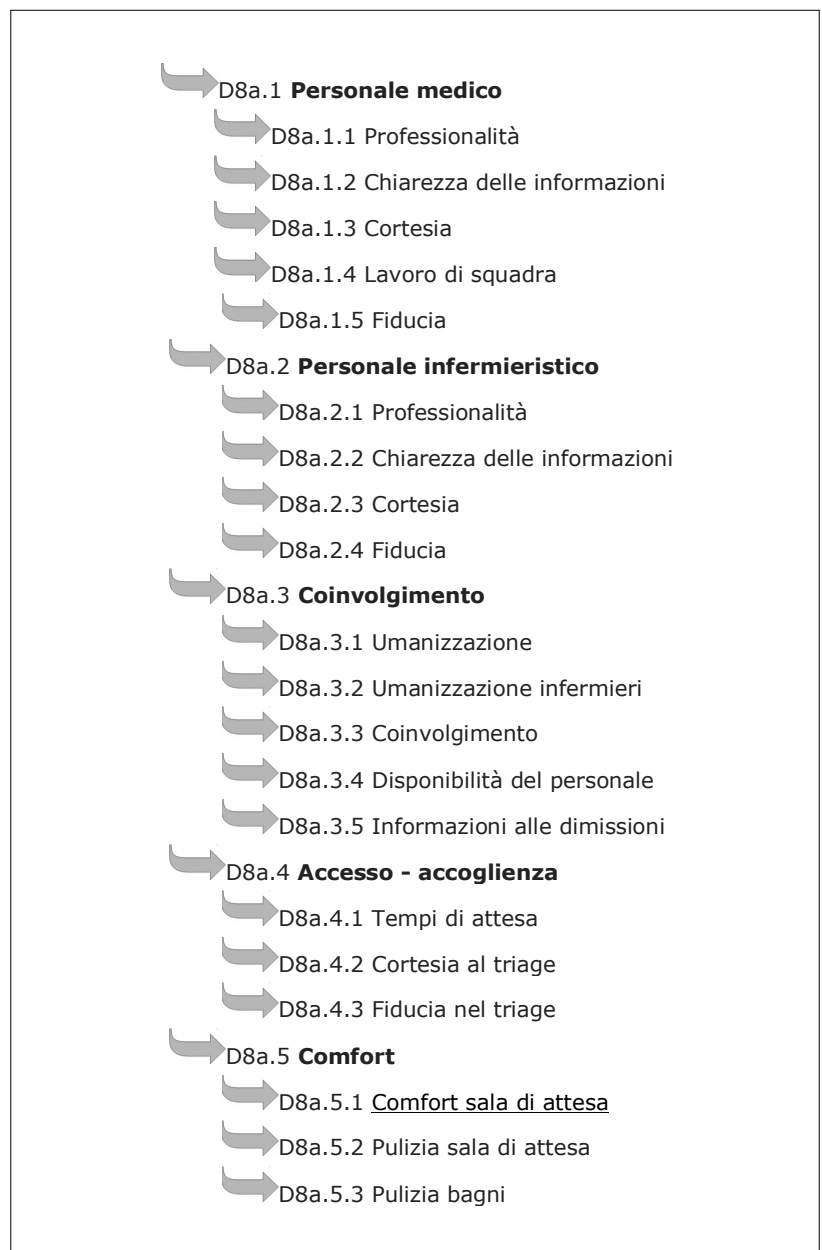 D8a.1 Personale medico
D8a.1.1 Professionalità
D8a.1.2 Chiarezza delle informazioni
D8a.1.3 Cortesia
D8a.1.4 Lavoro di squadra
D8a.1.5 Fiducia
D8a.2 Personale infermieristico
D8a.2.1 Professionalità
D8a.2.2 Chiarezza delle informazioni
D8a.2.3 Cortesia
D8a.2.4 Fiducia
D8a.3 Coinvolgimento
D8a.3.1 Umanizzazione
D8a.3.2 Umanizzazione infermieri
D8a.3.3 Coinvolgimento
D8a.3.4 Disponibilità del personale
D8a.3.5 Informazioni alle dimissioni
D8a.4 Accesso - accoglienza
D8a.4.1 Tempi di attesa
D8a.4.2 Cortesia al triage
D8a.4.3 Fiducia nel triage
D8a.5 Comfort
D8a.5.1 Comfort sala di attesa
D8a.5.2 Pulizia sala di attesa
D8a.5.3 Pulizia bagni